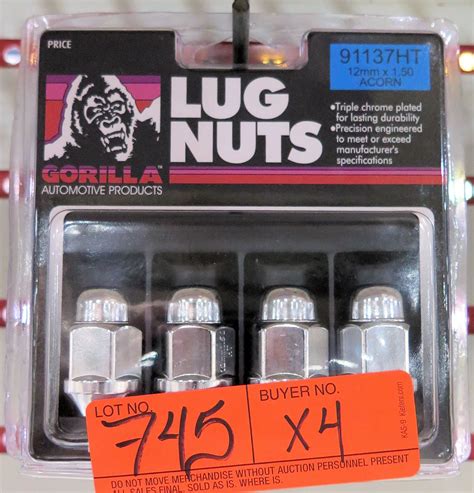 PRICE
91137HT
12mm x 1.50
ACORN
LUG
NUTS
•Triple chrome plated
for lasting durability
•Precision engineered
to meet or exceed
manufacturer's
specifications
GORILLA™
AUTOMOTIVE PRODUCTS
LOT NO.
745
BUYER NO.
X4
DO NOT MOVE MERCHANDISE WITHOUT AUCTION PERSONNEL PRESENT
ALL SALES FINAL. SOLD AS IS. WHERE IS.